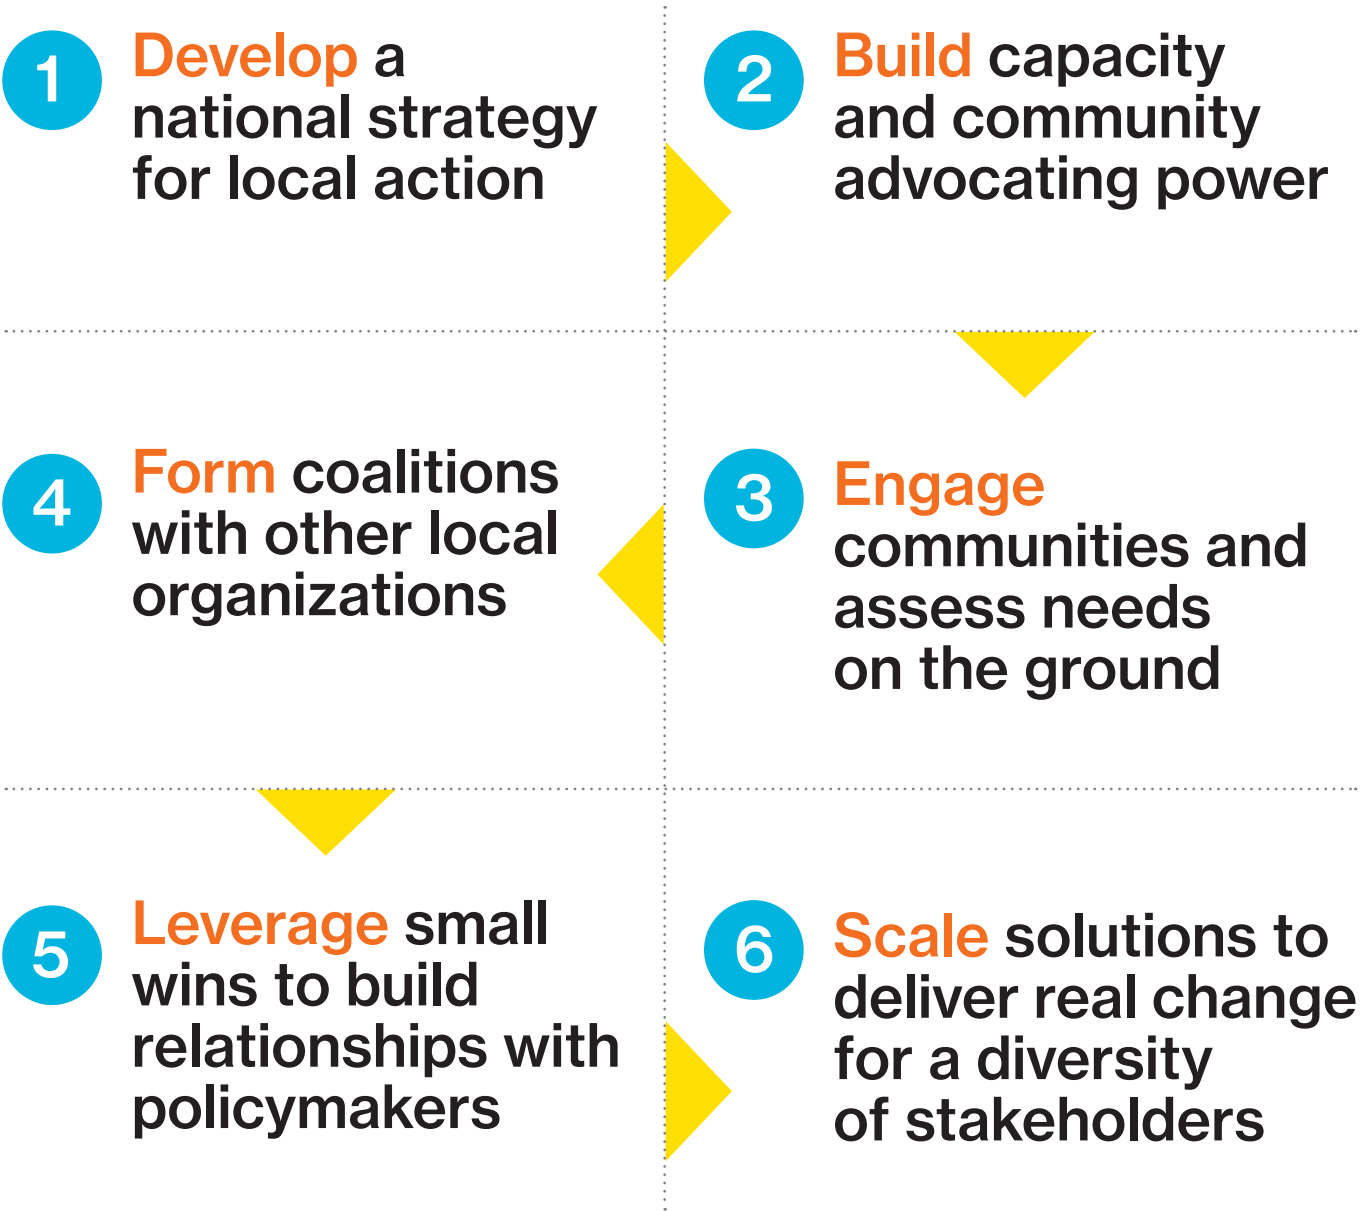 1
Develop a
national strategy
for local action
2
Build capacity
and community
advocating power
3
Engage
communities and
assess needs
on the ground
4
Form coalitions
with other local
organizations
5
Leverage small
wins to build
relationships with
policymakers
6
Scale solutions to
deliver real change
for a diversity
of stakeholders